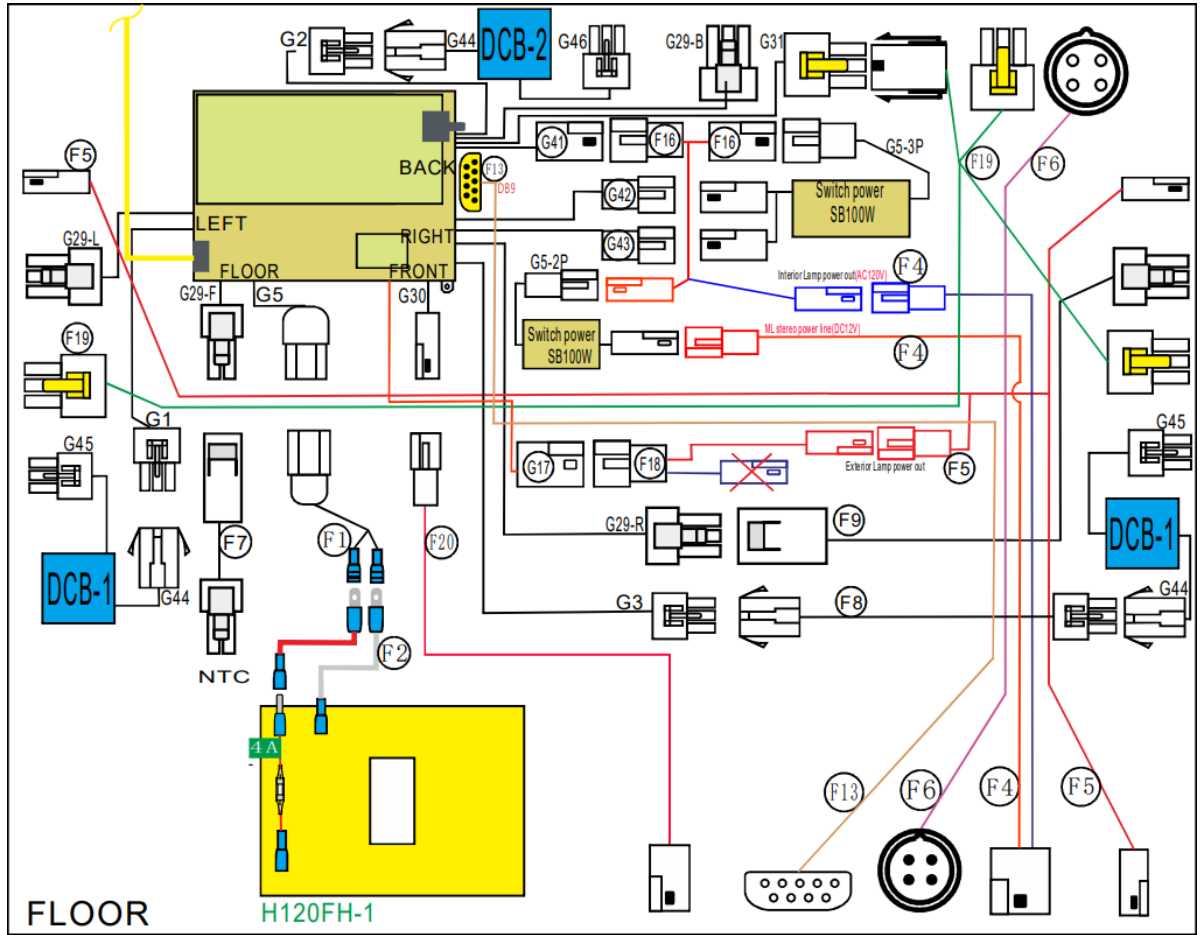 G2
G44
DCB-2
G46
G29-B
G31
F5
BACK
F13
DB9
G41
F16
F16
G5-3P
F19
F6
G42
Switch power
SB100W
LEFT
RIGHT
G43
G29-L
FLOOR
FRONT
G5-2P
Interior Lamp power out(AC120V)
F4
G29-F
G5
G30
Switch power
SB100W
ML stereo power line(DC12V)
F4
F19
G1
G45
G45
G17
F18
Exterior Lamp power out
F5
F7
F1
F20
G29-R
F9
DCB-1
DCB-1
G44
G3
F8
G44
F2
NTC
4A
F13
F6
F4
F5
FLOOR
H120FH-1